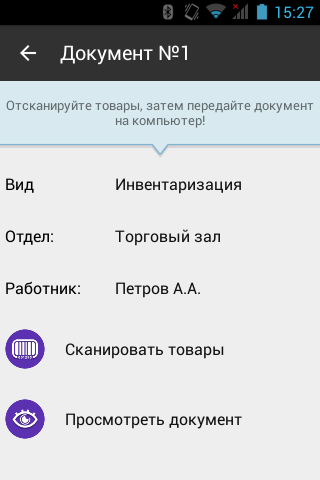 15:27
Документ №1
Отсканируйте товары, затем передайте документ
на компьютер!
Вид Инвентаризация
Отдел: Торговый зал
Работник: Петров А.А.
Сканировать товары
Просмотреть документ